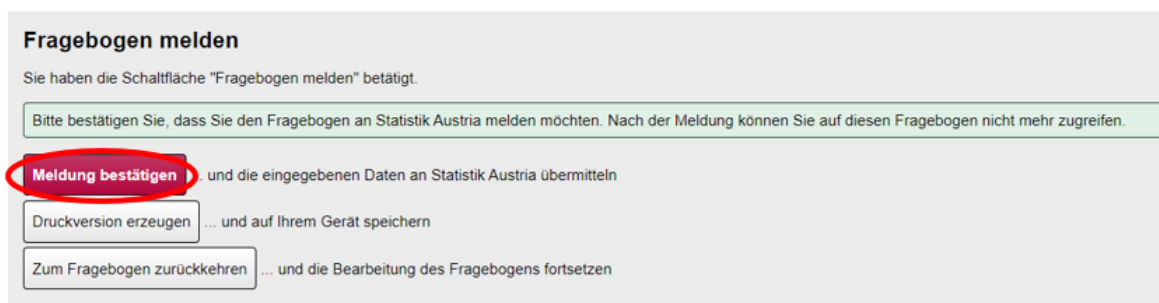 Fragebogen melden
Sie haben die Schaltfläche "Fragebogen melden" betätigt.
Bitte bestätigen Sie, dass Sie den Fragebogen an Statistik Austria melden möchten. Nach der Meldung können Sie auf diesen Fragebogen nicht mehr zugreifen.
Meldung bestätigen .. und die eingegebenen Daten an Statistik Austria übermitteln
Druckversion erzeugen ... und auf Ihrem Gerät speichern
Zum Fragebogen zurückkehren ... und die Bearbeitung des Fragebogens fortsetzen